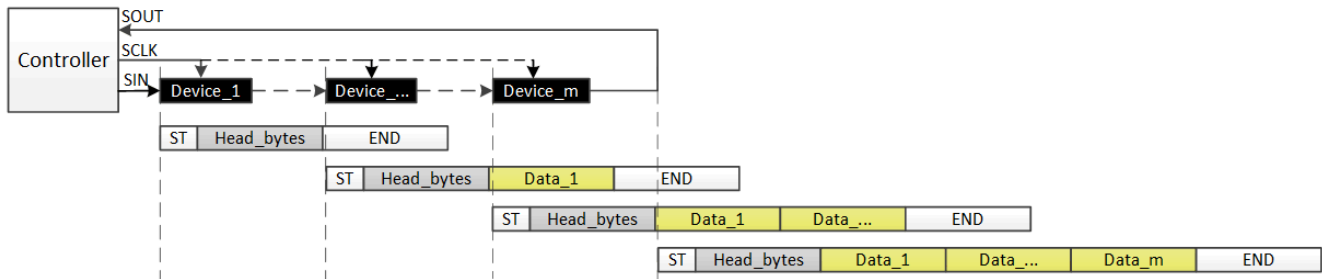 SOUT
Controller
SCLK
SIN
Device_1 Device_... Device_m
ST Head_bytes END
ST Head_bytes Data_1 END
ST Head_bytes Data_1 Data_... END
ST Head_bytes Data_1 Data_... Data_m END